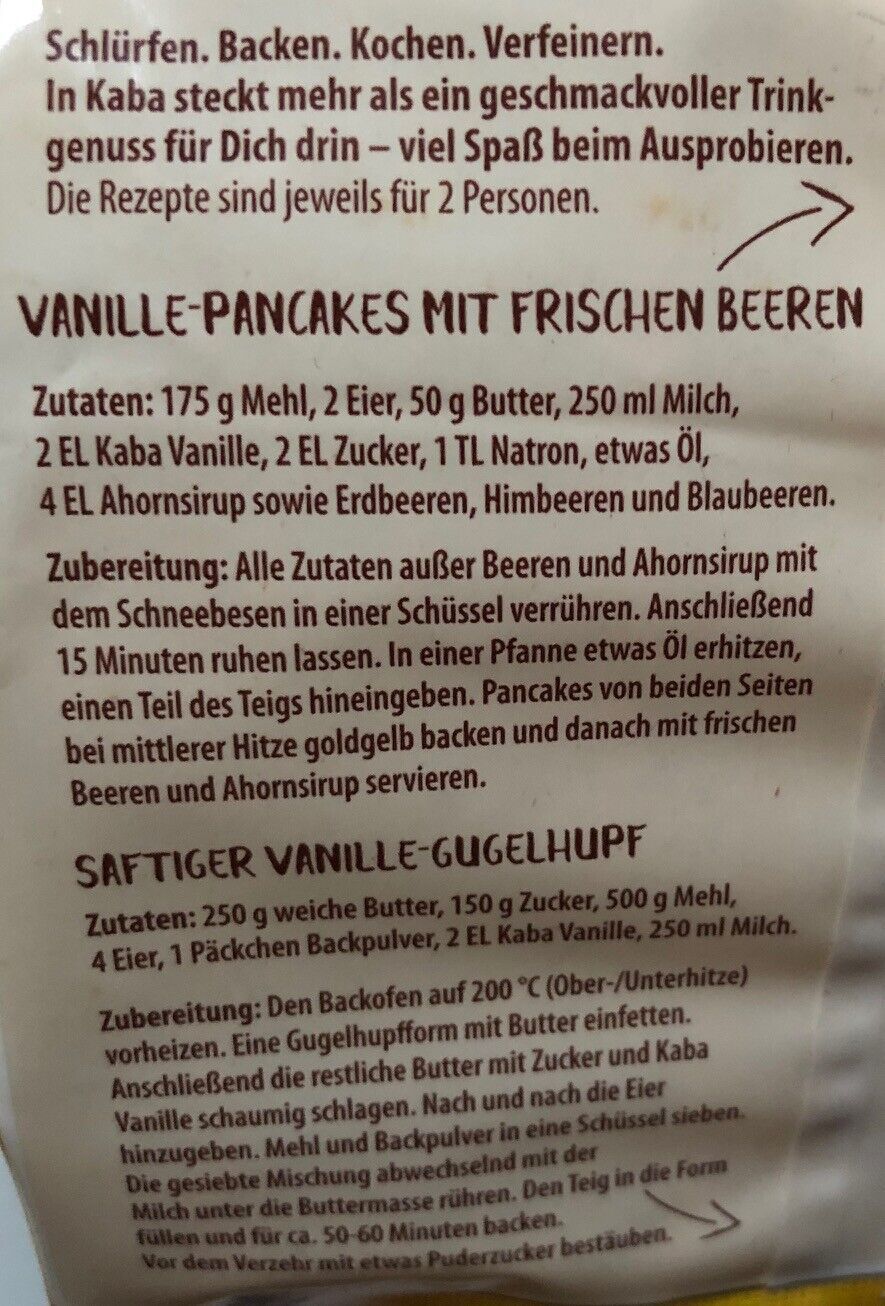 Schlürfen. Backen. Kochen. Verfeinern.
In Kaba steckt mehr als ein geschmackvoller Trink-
genuss für Dich drin – viel Spaß beim Ausprobieren.
Die Rezepte sind jeweils für 2 Personen.
VANILLE-PANCAKES MIT FRISCHEN BEEREN
Zutaten: 175 g Mehl, 2 Eier, 50 g Butter, 250 ml Milch,
2 EL Kaba Vanille, 2 EL Zucker, 1 TL Natron, etwas Öl,
4 EL Ahornsirup sowie Erdbeeren, Himbeeren und Blaubeeren.
Zubereitung: Alle Zutaten außer Beeren und Ahornsirup mit
dem Schneebesen in einer Schüssel verrühren. Anschließend
15 Minuten ruhen lassen. In einer Pfanne etwas Öl erhitzen,
einen Teil des Teigs hineingeben. Pancakes von beiden Seiten
bei mittlerer Hitze goldgelb backen und danach mit frischen
Beeren und Ahornsirup servieren.
SAFTIGER VANILLE-GUGELHUPF
Zutaten: 250 g weiche Butter, 150 g Zucker, 500 g Mehl,
4 Eier, 1 Päckchen Backpulver, 2 EL Kaba Vanille, 250 ml Milch.
Zubereitung: Den Backofen auf 200 °C (Ober-/Unterhitze)
vorheizen. Eine Gugelhupfform mit Butter einfetten.
Anschließend die restliche Butter mit Zucker und Kaba
Vanille schaumig schlagen. Nach und nach die Eier
hinzugeben. Mehl und Backpulver in eine Schüssel sieben.
Die gesiebte Mischung abwechselnd mit der
Milch unter die Buttermasse rühren. Den Teig in die Form
füllen und für ca. 50-60 Minuten backen.
Vor dem Verzehr mit etwas Puderzucker bestäuben.